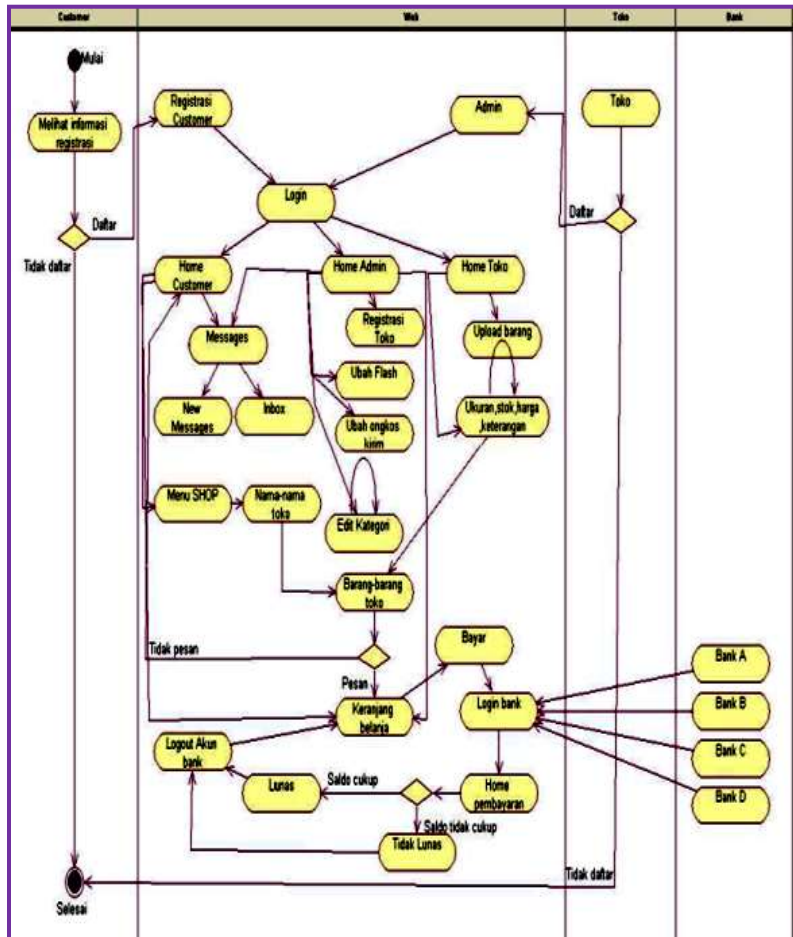 Customer
Web
Toko
Bank
Mulai
Registrasi
Customer
Admin
Toko
Melihat informasi
registrasi
Login
Daftar
Daftar
Tidak daftar
Home
Customer
Home Admin
Home Toko
Registrasi
Toko
Upload barang
Messages
Ubah Flash
New
Messages
Inbox
Ubah ongkos
kirim
Ukuran,stok,harga
,keterangan
Menu SHOP
Nama-nama
toko
Edit Kategori
Barang-barang
toko
Tidak pesan
Bayar
Bank A
Pesan
Keranjang
belanja
Login bank
Bank B
Logout Akun
bank
Bank C
Lunas
Saldo cukup
Home
pembayaran
Bank D
Saldo tidak cukup
Tidak Lunas
Tidak daftar
Selesai